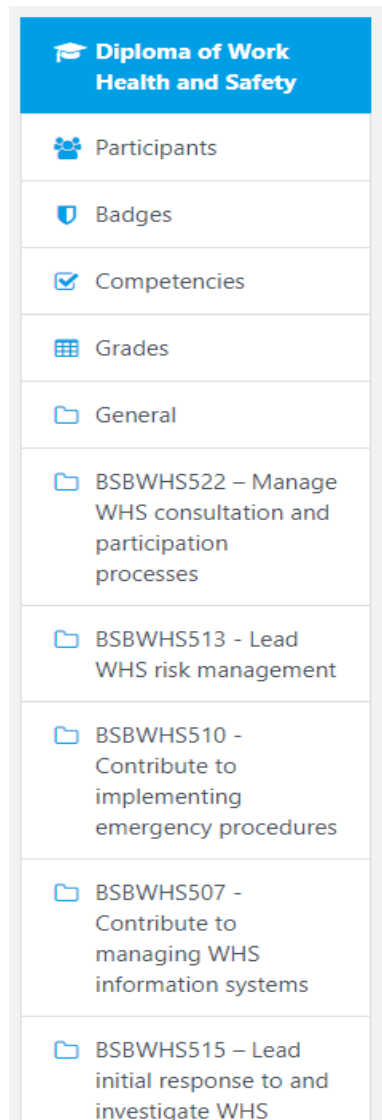 Diploma of Work
Health and Safety
Participants
Badges
Competencies
Grades
General
BSBWHS522 – Manage
WHS consultation and
participation
processes
BSBWHS513 - Lead
WHS risk management
BSBWHS510 -
Contribute to
implementing
emergency procedures
BSBWHS507 -
Contribute to
managing WHS
information systems
BSBWHS515 – Lead
initial response to and
investigate WHS